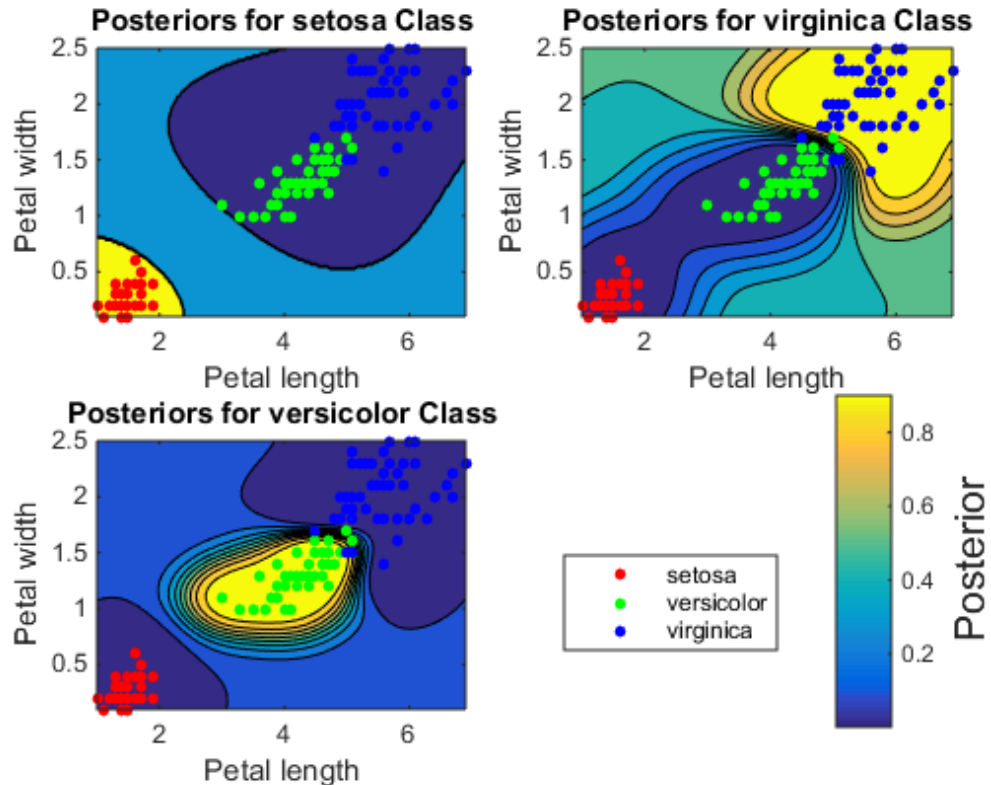 Posteriors for setosa Class
Petal width
2.5
2
1.5
1
0.5
2 4 6
Petal length
Posteriors for virginica Class
Petal width
2.5
2
1.5
1
0.5
2 4 6
Petal length
Posteriors for versicolor Class
Petal width
2.5
2
1.5
1
0.5
2 4 6
Petal length
setosa
versicolor
virginica
0.8
0.6
0.4
0.2
Posterior